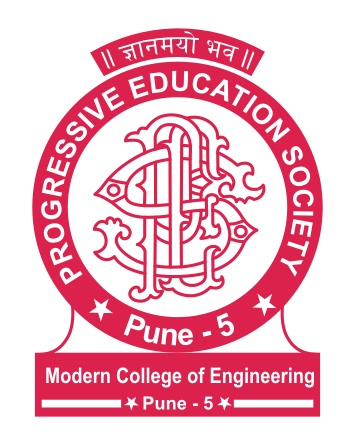 ॥ ज्ञानमयो भव ॥
PROGRESSIVE EDUCATION SOCIETY
Pune - 5
Modern College of Engineering
Pune - 5